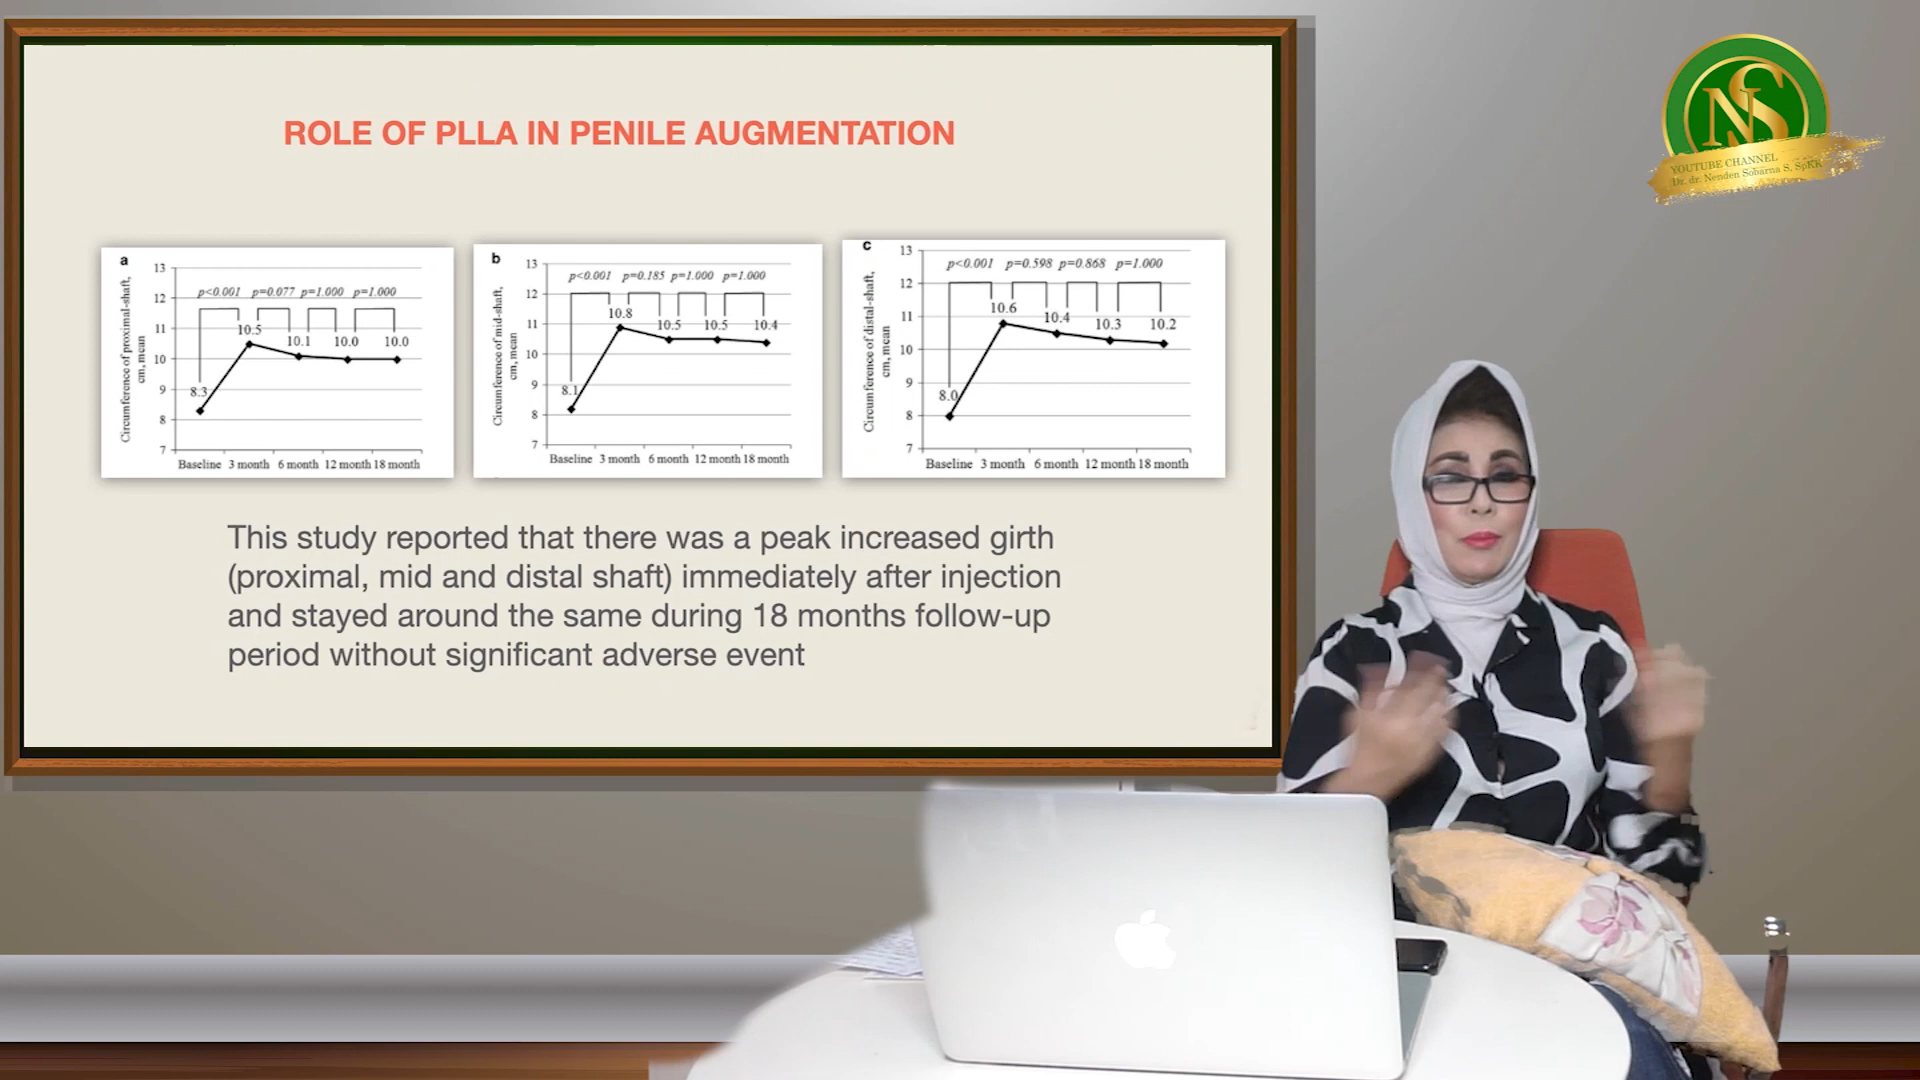 ROLE OF PLLA IN PENILE AUGMENTATION
a
Circumference of proximal-shaft,
cm, mean
13
12
11
10
9
8
7
p<0.001 p=0.077 p=1.000 p=1.000
8.3
10.5
10.1
10.0
10.0
Baseline 3 month 6 month 12 month 18 month
b
Circumference of mid-shaft,
cm, mean
13
12
11
10
9
8
7
p<0.001 p=0.185 p=1.000 p=1.000
8.1
10.8
10.5
10.5
10.4
Baseline 3 month 6 month 12 month 18 month
c
Circumference of distal-shaft,
cm, mean
13
12
11
10
9
8
7
p<0.001 p=0.598 p=0.868 p=1.000
8.0
10.6
10.4
10.3
10.2
Baseline 3 month 6 month 12 month 18 month
This study reported that there was a peak increased girth
(proximal, mid and distal shaft) immediately after injection
and stayed around the same during 18 months follow-up
period without significant adverse event
NS
YOUTUBE CHANNEL
Dr. dr. Nenden Sobarna S, SpKK